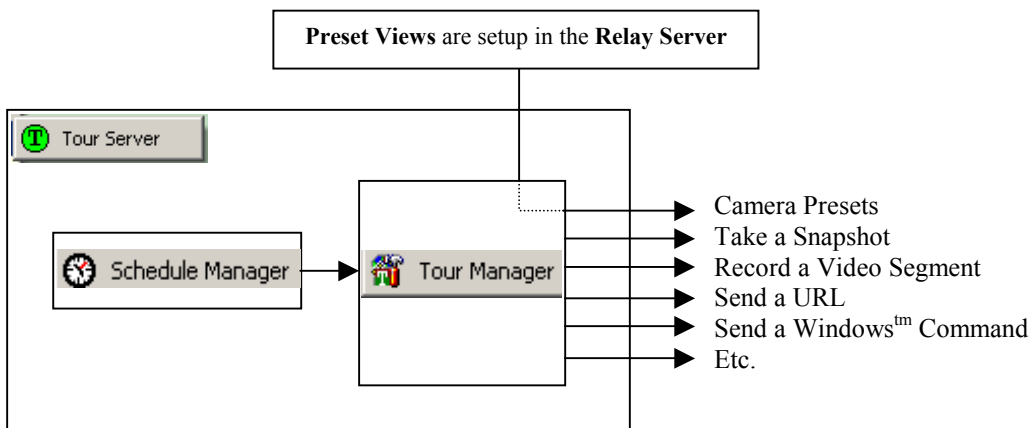 Preset Views are setup in the Relay Server
T Tour Server
Schedule Manager
Tour Manager
Camera Presets
Take a Snapshot
Record a Video Segment
Send a URL
Send a Windowstm Command
Etc.